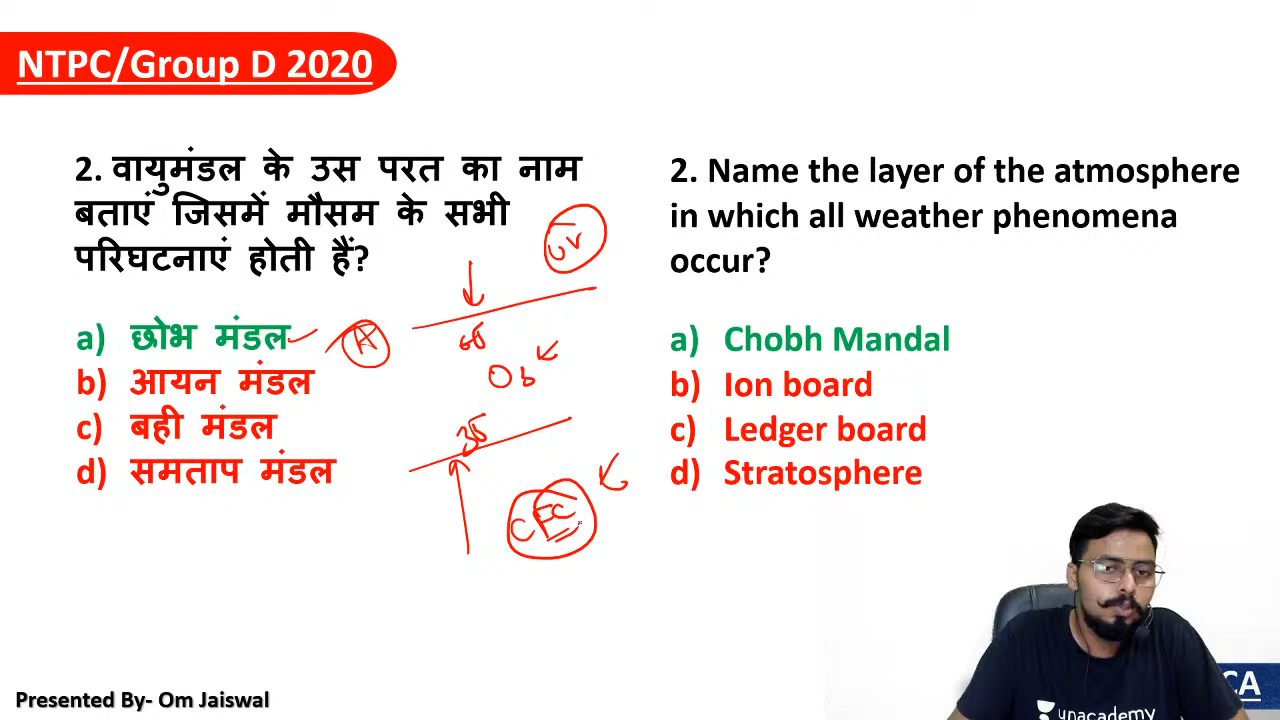 NTPC/Group D 2020
2. वायुमंडल के उस परत का नाम
बताएं जिसमें मौसम के सभी
परिघटनाएं होती हैं?
a) छोभ मंडल
b) आयन मंडल
c) बही मंडल
d) समताप मंडल
A
UV
35
2. Name the layer of the atmosphere
in which all weather phenomena
occur?
a) Chobh Mandal
b) Ion board
c) Ledger board
d) Stratosphere
CA
unacademy
Presented By- Om Jaiswal